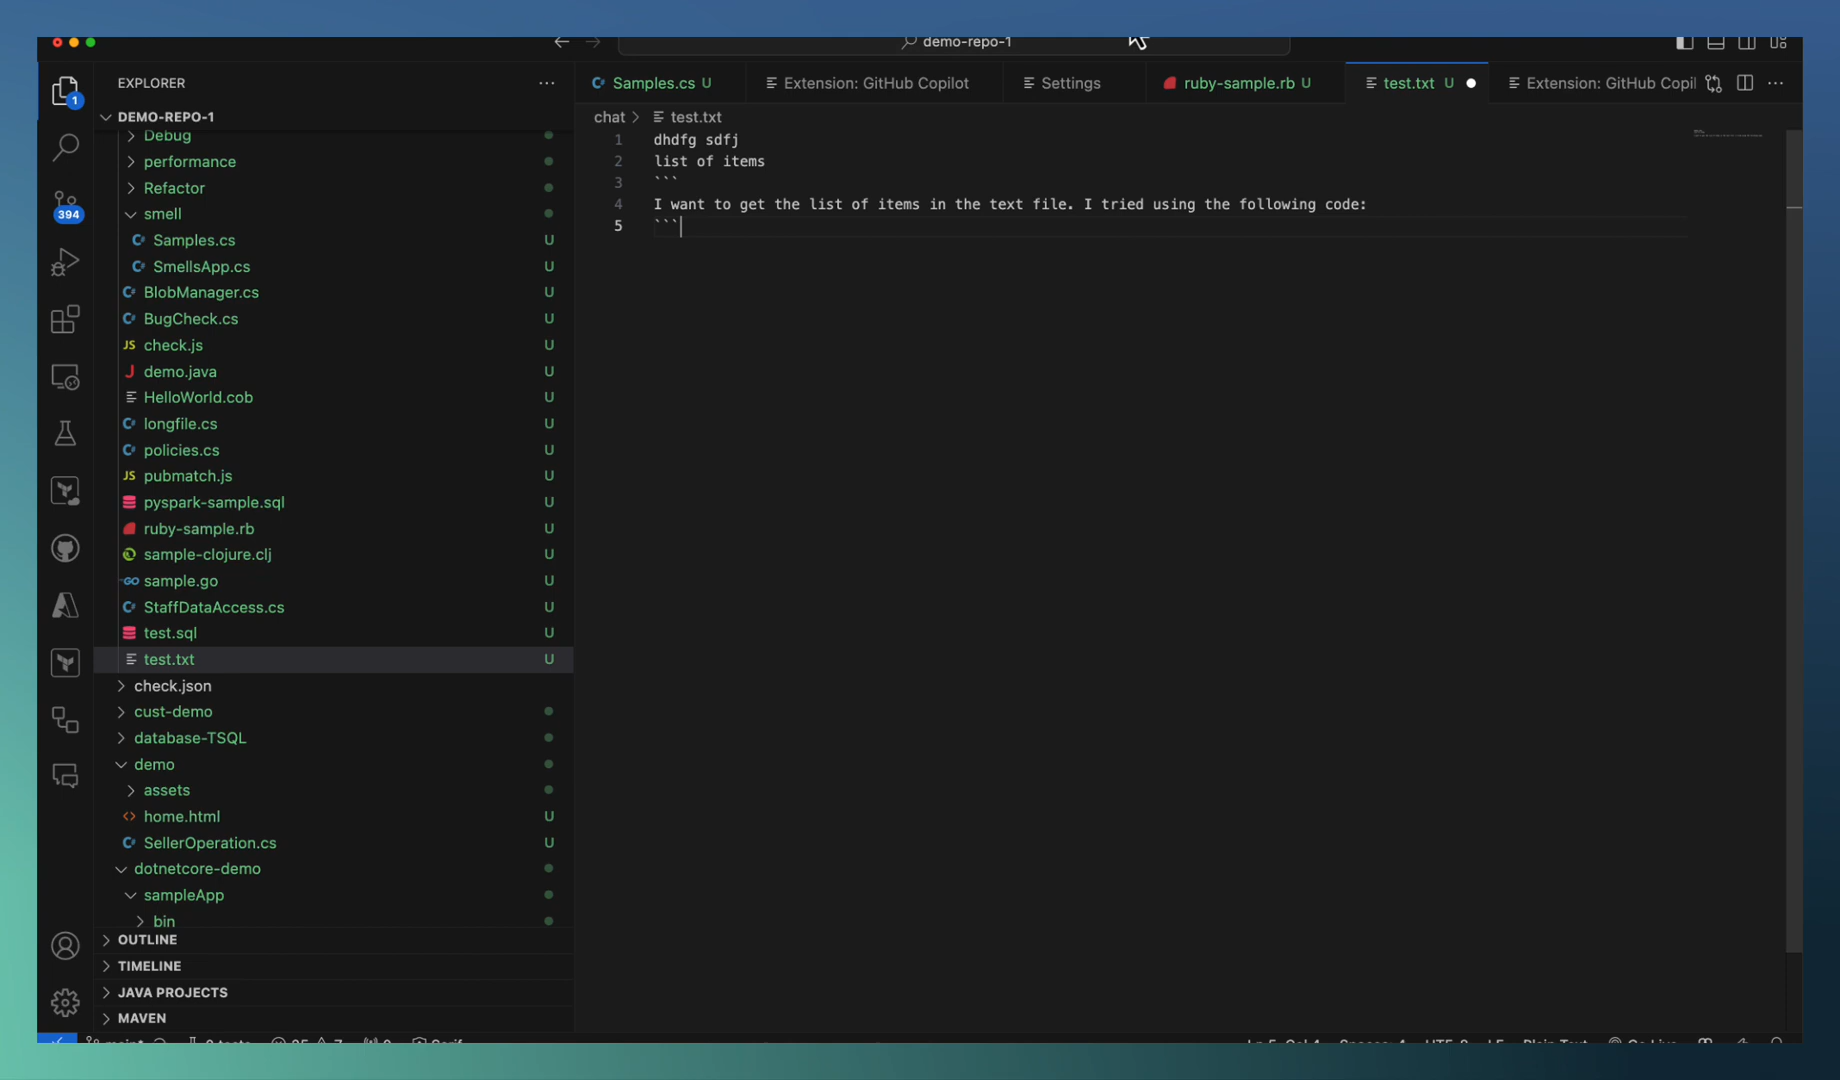 demo-repo-1
EXPLORER
Samples.cs U
Extension: GitHub Copilot
Settings
ruby-sample.rb U
test.txt U
Extension: GitHub Copil
1
DEMO-REPO-1
chat > test.txt
Debug
performance
Refactor
394
smell
Samples.cs U
SmellsApp.cs U
BlobManager.cs U
BugCheck.cs U
JS check.js U
J demo.java U
HelloWorld.cob U
longfile.cs U
policies.cs U
JS pubmatch.js U
pyspark-sample.sql U
ruby-sample.rb U
sample-clojure.clj U
GO sample.go U
StaffDataAccess.cs U
test.sql U
test.txt U
check.json
cust-demo
database-TSQL
demo
assets
<> home.html U
SellerOperation.cs U
dotnetcore-demo
sampleApp
bin
OUTLINE
TIMELINE
JAVA PROJECTS
MAVEN
1 dhdfg sdfj
2 list of items
3 ```
4 I want to get the list of items in the text file. I tried using the following code:
5 ```